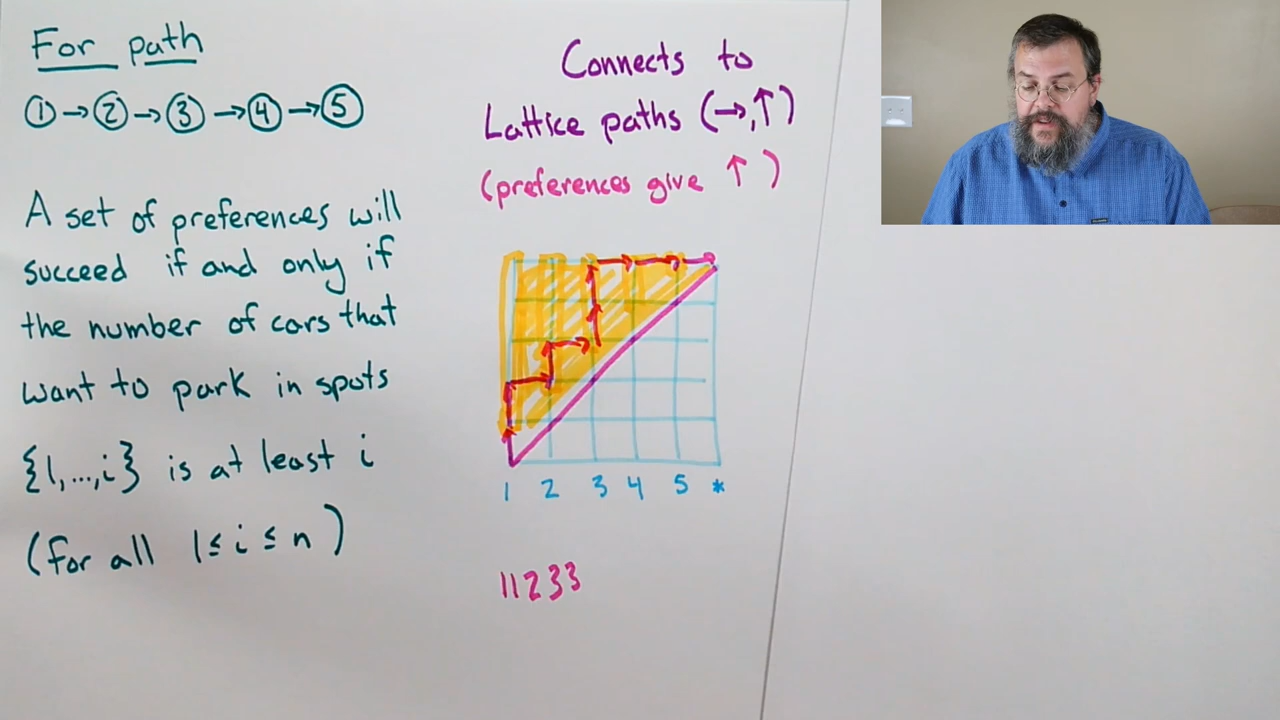 For path
1 → 2 → 3 → 4 → 5
A set of preferences will
succeed if and only if
the number of cars that
want to park in spots
{1,...,i} is at least i
(for all 1 ≤ i ≤ n)
Connects to
Lattice paths (→,↑)
(preferences give ↑)
1 2 3 4 5 *
11233